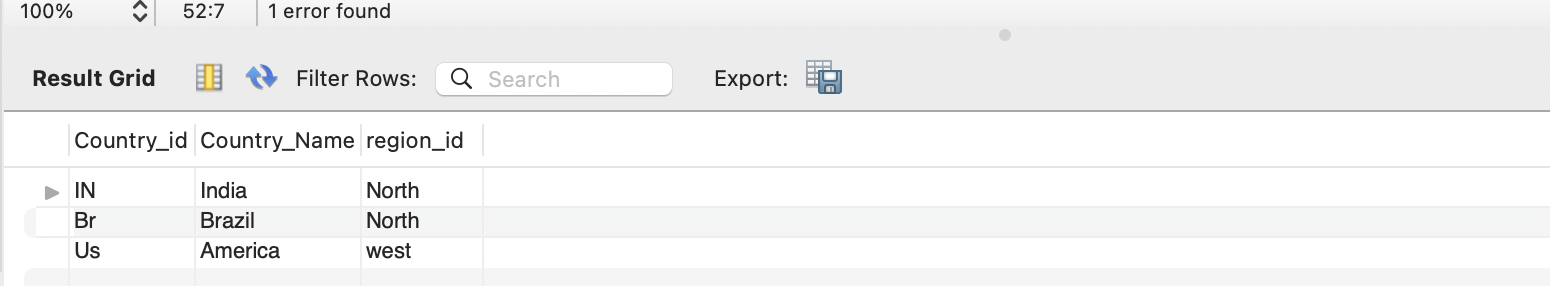 100% 52:7 1 error found
Result Grid Filter Rows: Search Export:
Country_id Country_Name region_id
IN India North
Br Brazil North
Us America west